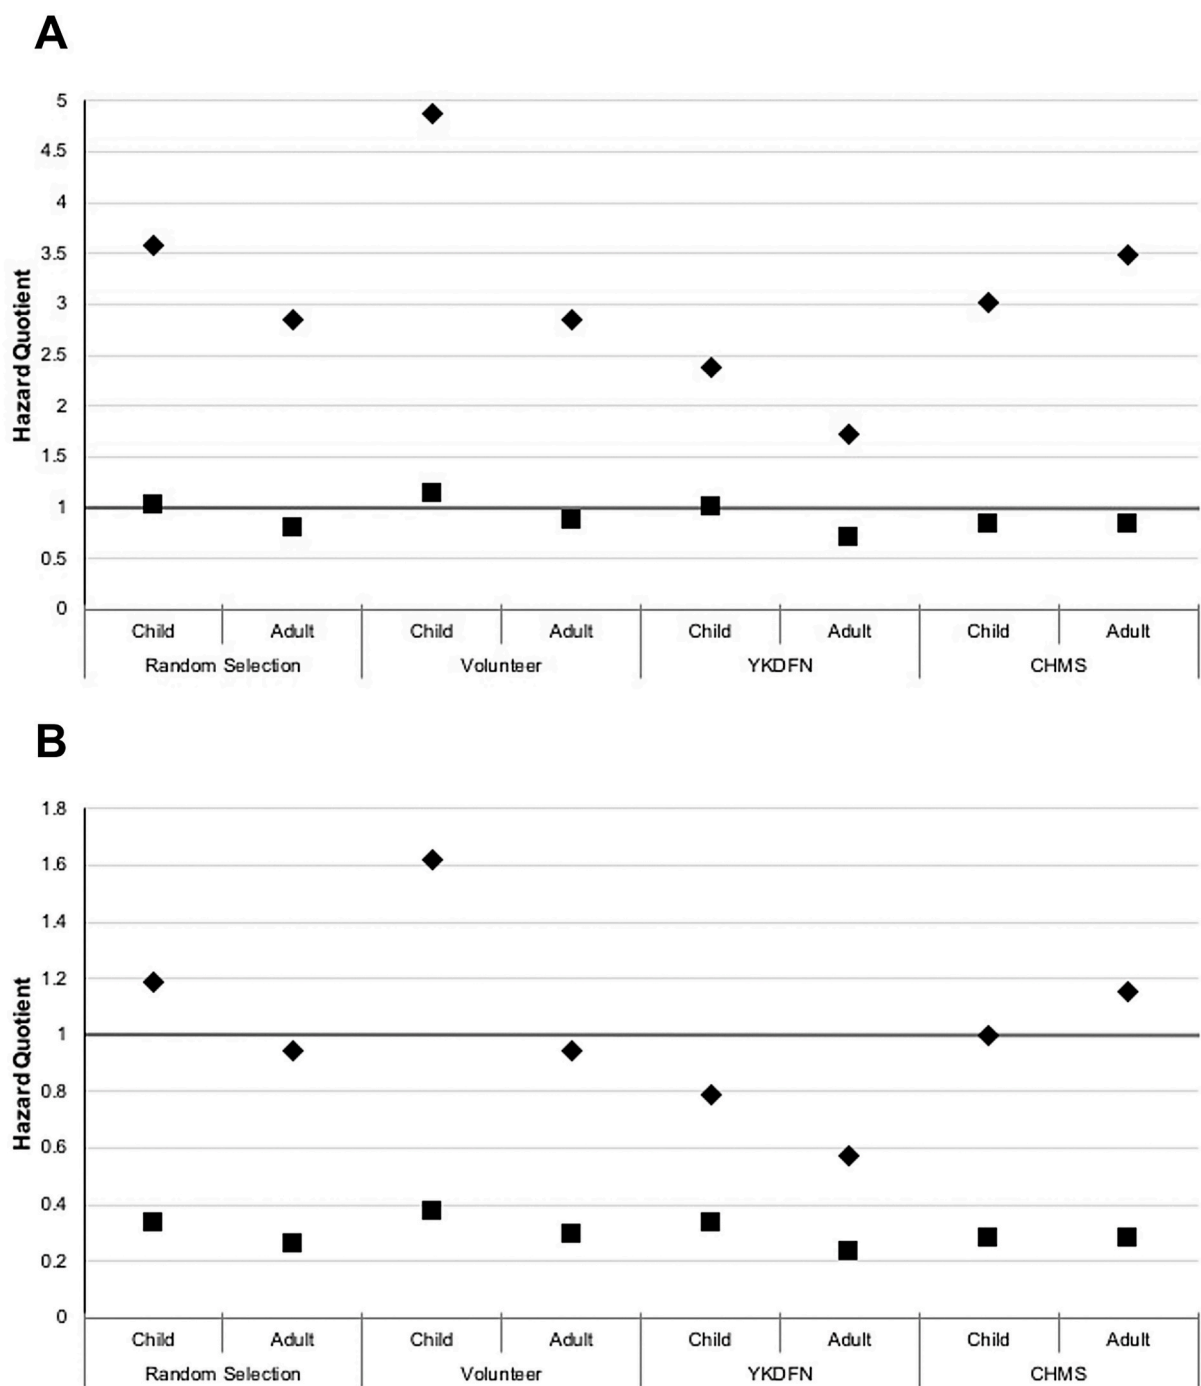 A
5
4.5
4
3.5
3
2.5
2
1.5
1
0.5
0
Hazard Quotient
Child Adult Child Adult Child Adult Child Adult
Random Selection Volunteer YKDFN CHMS
B
1.8
1.6
1.4
1.2
1
0.8
0.6
0.4
0.2
0
Hazard Quotient
Child Adult Child Adult Child Adult Child Adult
Random Selection Volunteer YKDFN CHMS